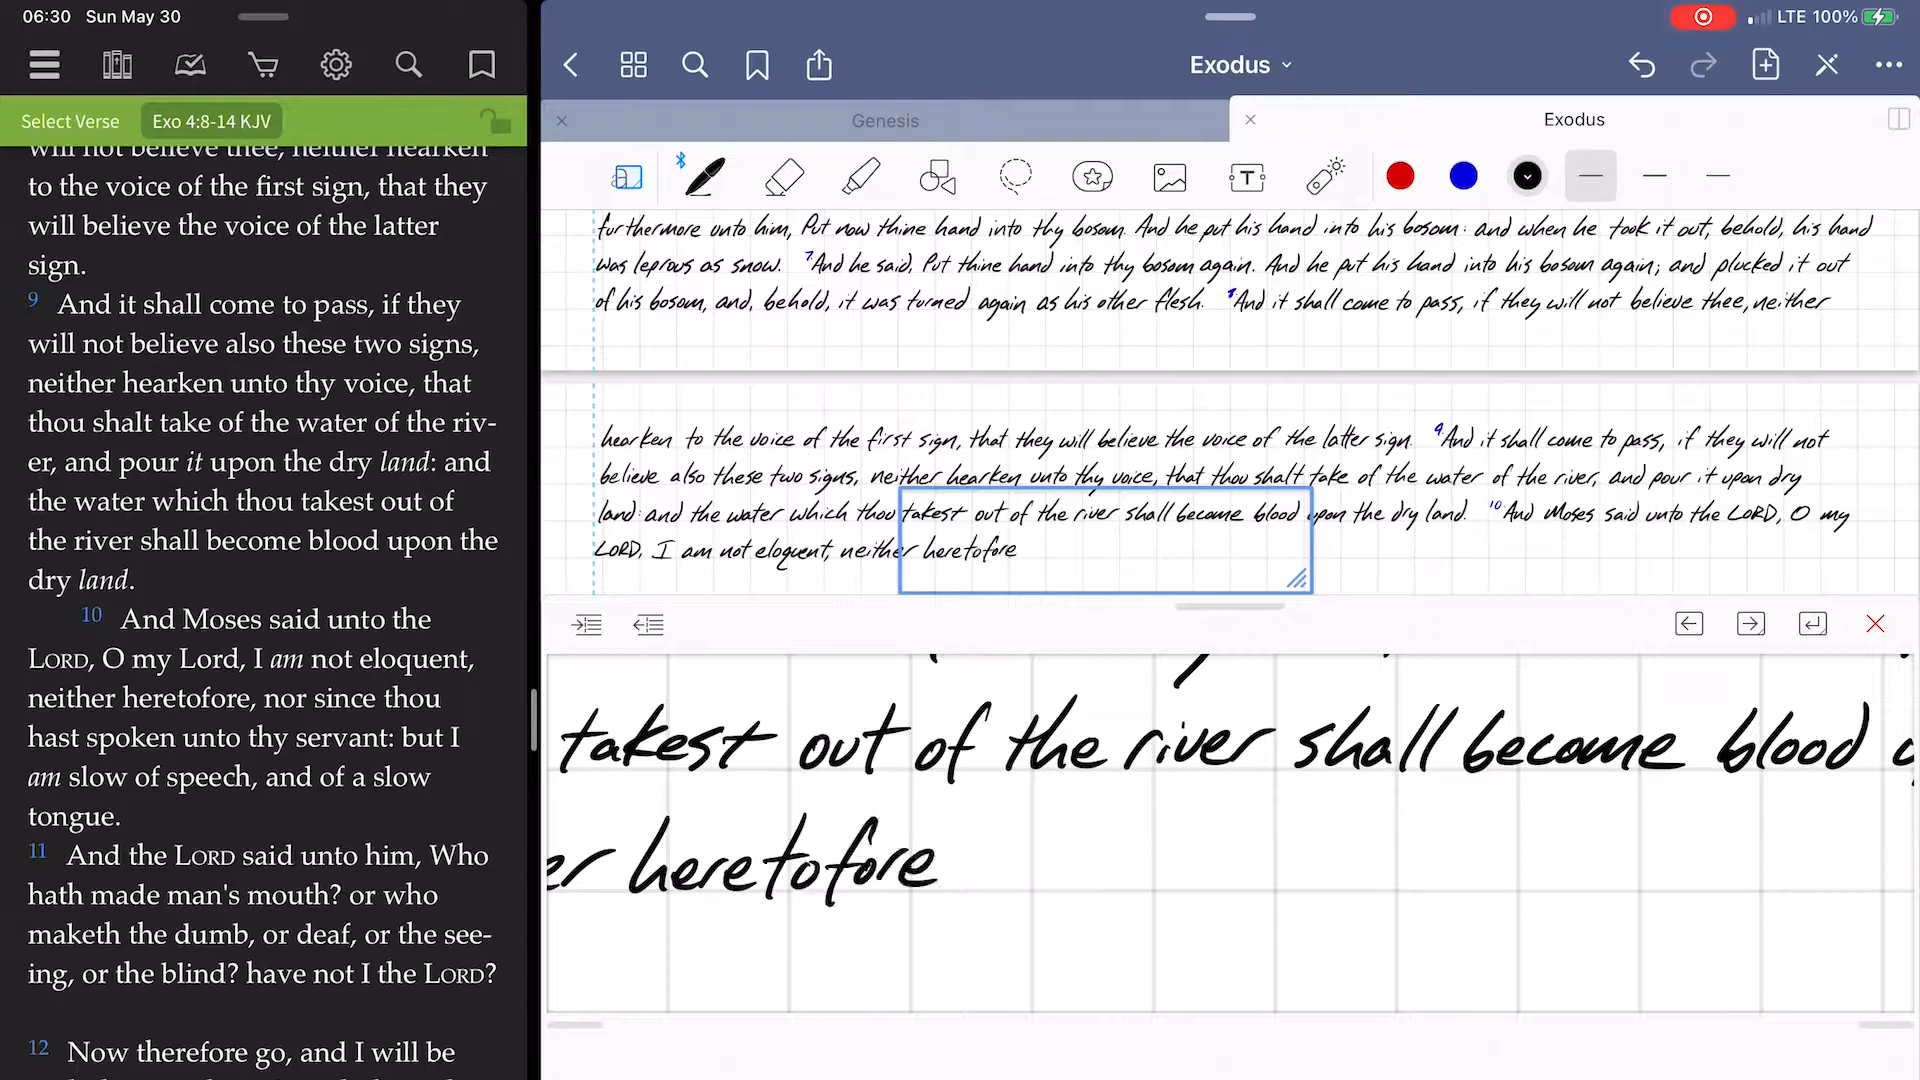 06:30 Sun May 30
LTE 100%
Exodus
Select Verse Exo 4:8-14 KJV
Genesis
Exodus
will not believe thee, neither hearken
to the voice of the first sign, that they
will believe the voice of the latter
sign.
9 And it shall come to pass, if they
will not believe also these two signs,
neither hearken unto thy voice, that
thou shalt take of the water of the riv-
er, and pour it upon the dry land: and
the water which thou takest out of
the river shall become blood upon the
dry land.
10 And Moses said unto the
LORD, O my Lord, I am not eloquent,
neither heretofore, nor since thou
hast spoken unto thy servant: but I
am slow of speech, and of a slow
tongue.
11 And the LORD said unto him, Who
hath made man's mouth? or who
maketh the dumb, or deaf, or the see-
ing, or the blind? have not I the LORD?
12 Now therefore go, and I will be
furthermore unto him, Put now thine hand into thy bosom. And he put his hand into his bosom: and when he took it out, behold, his hand
was leprous as snow. 7 And he said, Put thine hand into thy bosom again. And he put his hand into his bosom again; and plucked it out
of his bosom, and, behold, it was turned again as his other flesh. 8 And it shall come to pass, if they will not believe thee, neither
hearken to the voice of the first sign, that they will believe the voice of the latter sign. 9 And it shall come to pass, if they will not
believe also these two signs, neither hearken unto thy voice, that thou shalt take of the water of the river, and pour it upon dry
land: and the water which thou takest out of the river shall become blood upon the dry land. 10 And Moses said unto the LORD, O my
LORD, I am not eloquent, neither heretofore
takest out of the river shall become blood
er heretofore